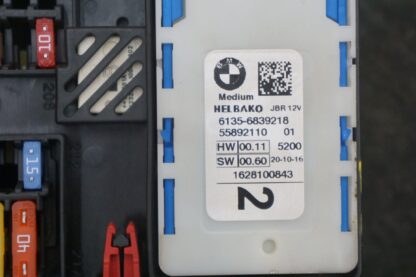 BMW
Medium
HELBAKO JBR 12V
6135-6839218
55892110 01
HW 00.11 5200
SW 00.60 20-10-16
1628100843
2
10
15
40